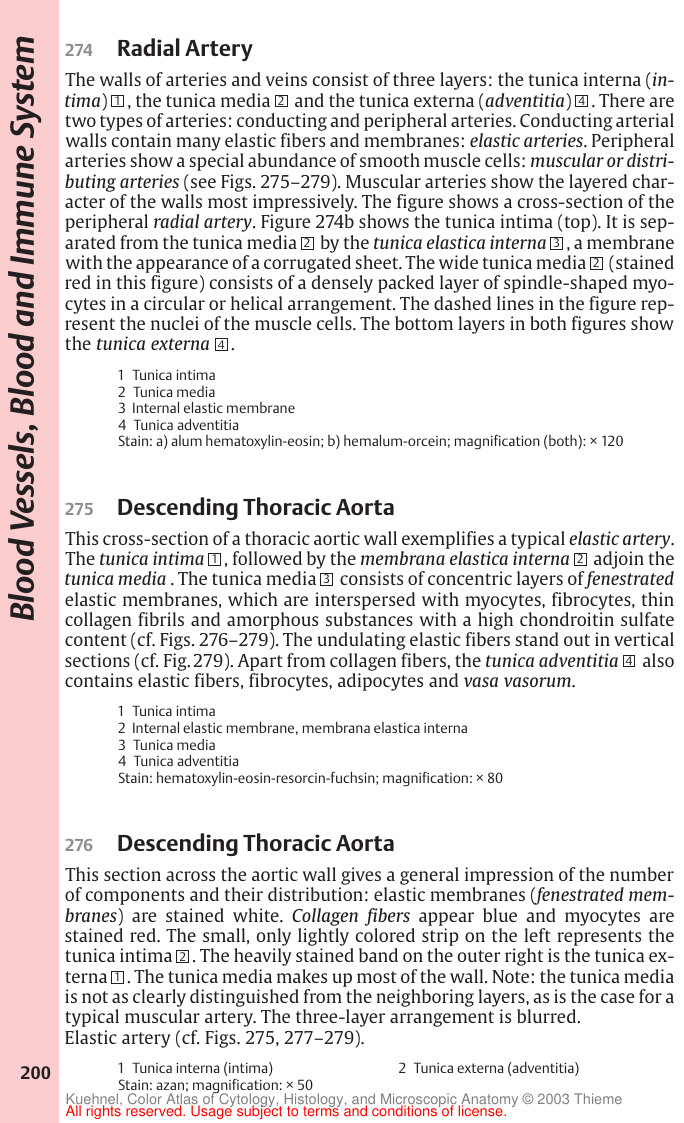 Blood Vessels, Blood and Immune System
274 Radial Artery
The walls of arteries and veins consist of three layers: the tunica interna (in-
tima) 1 , the tunica media 2 and the tunica externa (adventitia) 4 . There are
two types of arteries: conducting and peripheral arteries. Conducting arterial
walls contain many elastic fibers and membranes: elastic arteries. Peripheral
arteries show a special abundance of smooth muscle cells: muscular or distri-
buting arteries (see Figs. 275–279). Muscular arteries show the layered char-
acter of the walls most impressively. The figure shows a cross-section of the
peripheral radial artery. Figure 274b shows the tunica intima (top). It is sep-
arated from the tunica media 2 by the tunica elastica interna 3 , a membrane
with the appearance of a corrugated sheet. The wide tunica media 2 (stained
red in this figure) consists of a densely packed layer of spindle-shaped myo-
cytes in a circular or helical arrangement. The dashed lines in the figure rep-
resent the nuclei of the muscle cells. The bottom layers in both figures show
the tunica externa 4 .
1 Tunica intima
2 Tunica media
3 Internal elastic membrane
4 Tunica adventitia
Stain: a) alum hematoxylin-eosin; b) hemalum-orcein; magnification (both): × 120
275 Descending Thoracic Aorta
This cross-section of a thoracic aortic wall exemplifies a typical elastic artery.
The tunica intima 1 , followed by the membrana elastica interna 2 adjoin the
tunica media . The tunica media 3 consists of concentric layers of fenestrated
elastic membranes, which are interspersed with myocytes, fibrocytes, thin
collagen fibrils and amorphous substances with a high chondroitin sulfate
content (cf. Figs. 276–279). The undulating elastic fibers stand out in vertical
sections (cf. Fig. 279). Apart from collagen fibers, the tunica adventitia 4 also
contains elastic fibers, fibrocytes, adipocytes and vasa vasorum.
1 Tunica intima
2 Internal elastic membrane, membrana elastica interna
3 Tunica media
4 Tunica adventitia
Stain: hematoxylin-eosin-resorcin-fuchsin; magnification: × 80
276 Descending Thoracic Aorta
This section across the aortic wall gives a general impression of the number
of components and their distribution: elastic membranes (fenestrated mem-
branes) are stained white. Collagen fibers appear blue and myocytes are
stained red. The small, only lightly colored strip on the left represents the
tunica intima 2 . The heavily stained band on the outer right is the tunica ex-
terna 1 . The tunica media makes up most of the wall. Note: the tunica media
is not as clearly distinguished from the neighboring layers, as is the case for a
typical muscular artery. The three-layer arrangement is blurred.
Elastic artery (cf. Figs. 275, 277–279).
1 Tunica interna (intima) 2 Tunica externa (adventitia)
Stain: azan; magnification: × 50
200
Kuehnel, Color Atlas of Cytology, Histology, and Microscopic Anatomy © 2003 Thieme
All rights reserved. Usage subject to terms and conditions of license.